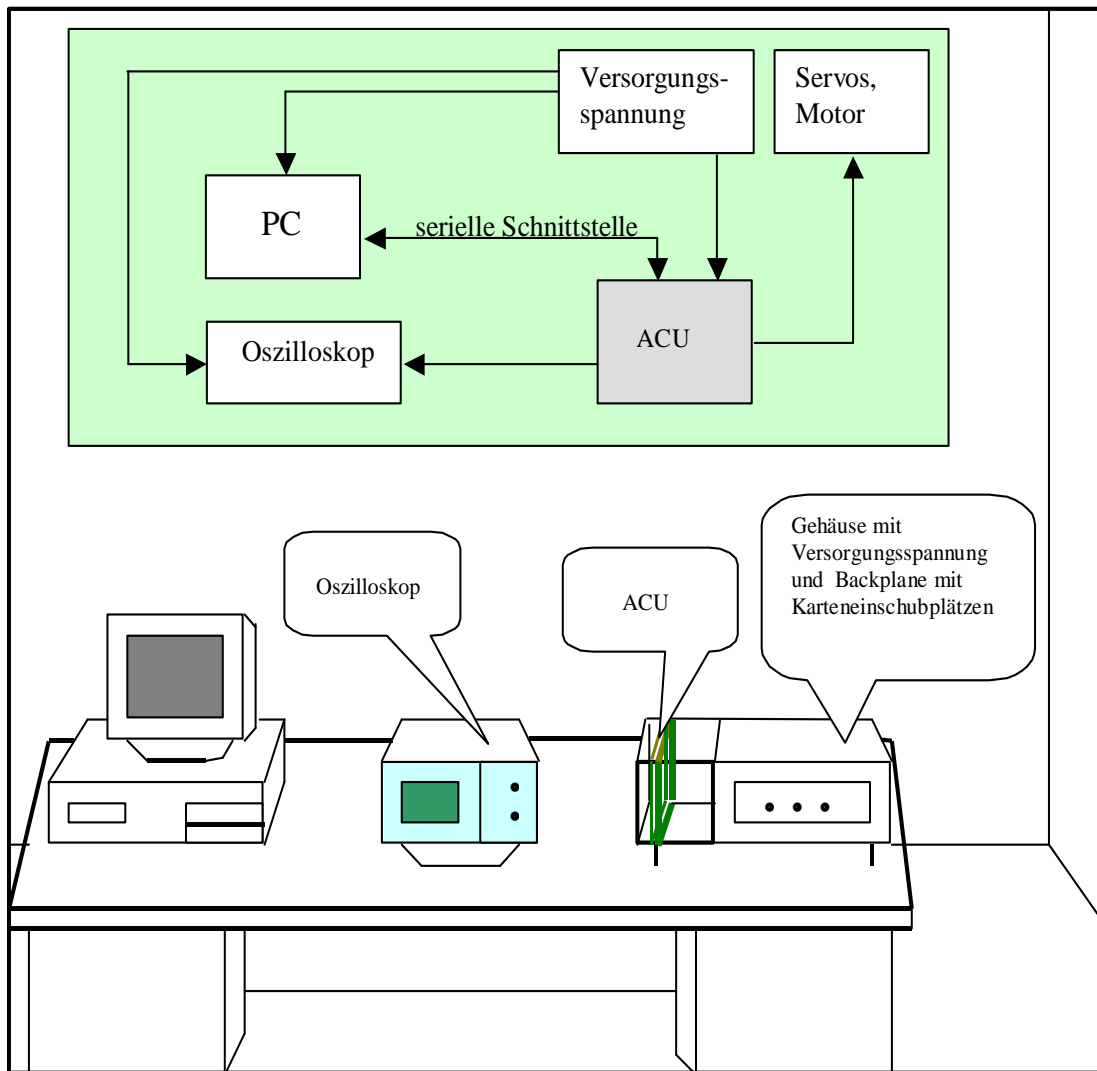 Versorgungs-
spannung
Servos,
Motor
PC
serielle Schnittstelle
ACU
Oszilloskop
Oszilloskop
ACU
Gehäuse mit
Versorgungsspannung
und Backplane mit
Karteneinschubplätzen